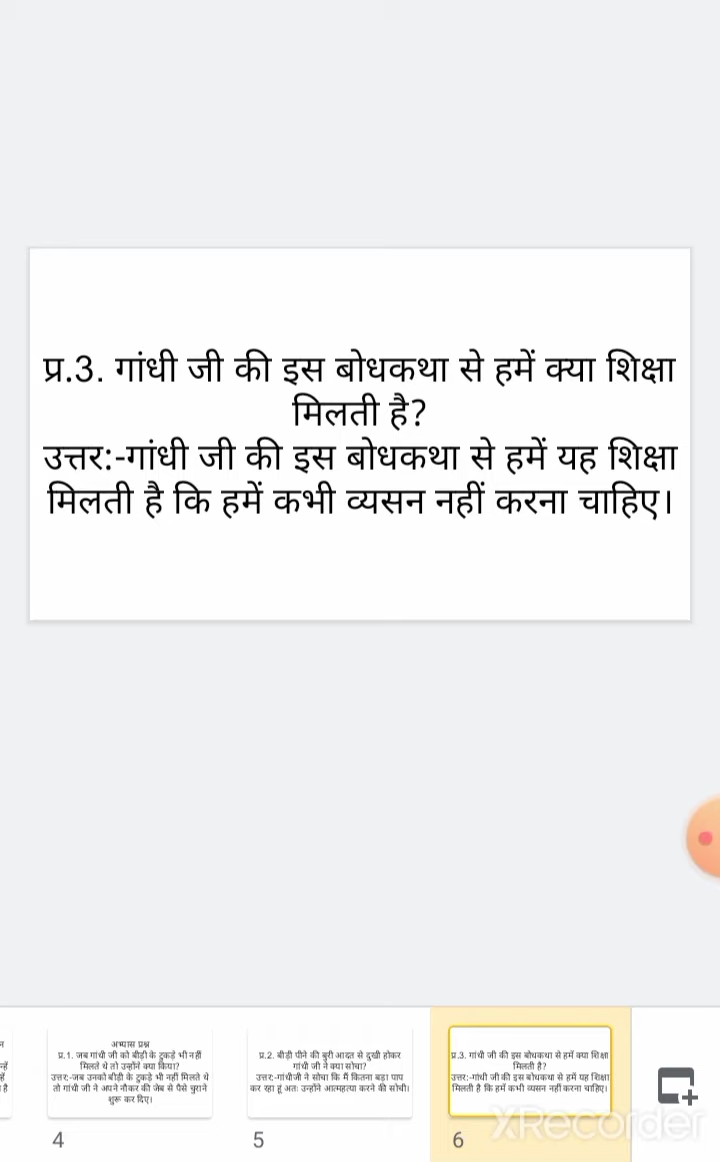 प्र.3. गांधी जी की इस बोधकथा से हमें क्या शिक्षा
मिलती है?
उत्तर:-गांधी जी की इस बोधकथा से हमें यह शिक्षा
मिलती है कि हमें कभी व्यसन नहीं करना चाहिए।
अभ्यास प्रश्न
प्र.1. जब गांधी जी को बीड़ी के टुकड़े भी नहीं
मिलते थे तो उन्होंने क्या किया?
उत्तर:-जब उनको बीड़ी के टुकड़े भी नहीं मिलते थे
तो गांधी जी ने अपने नौकर की जेब से पैसे चुराने
शुरू कर दिए।
4
प्र.2. बीड़ी पीने की बुरी आदत से दुखी होकर
गांधी जी ने क्या सोचा?
उत्तर:-गांधीजी ने सोचा कि मैं कितना बड़ा पाप
कर रहा हूं अतः उन्होंने आत्महत्या करने की सोची।
5
प्र.3. गांधी जी की इस बोधकथा से हमें क्या शिक्षा
मिलती है?
उत्तर:-गांधी जी की इस बोधकथा से हमें यह शिक्षा
मिलती है कि हमें कभी व्यसन नहीं करना चाहिए।
6
XRecorder